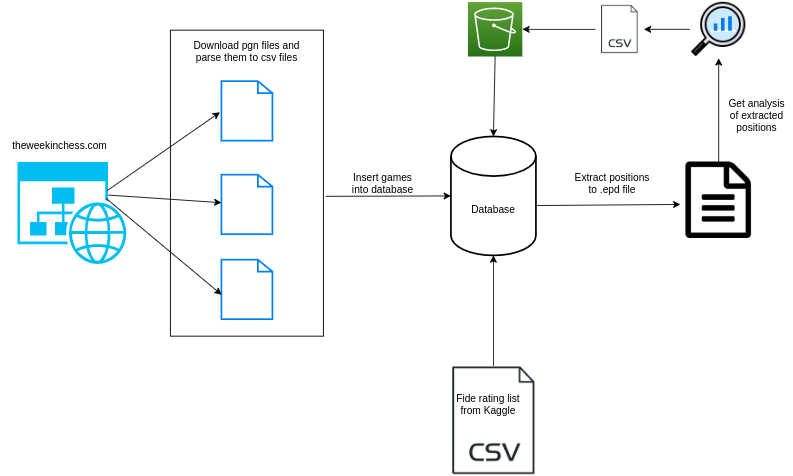 Download pgn files and
parse them to csv files
CSV
theweekinchess.com
Get analysis
of extracted
positions
Insert games
into database
Database
Extract positions
to .epd file
Fide rating list
from Kaggle
CSV